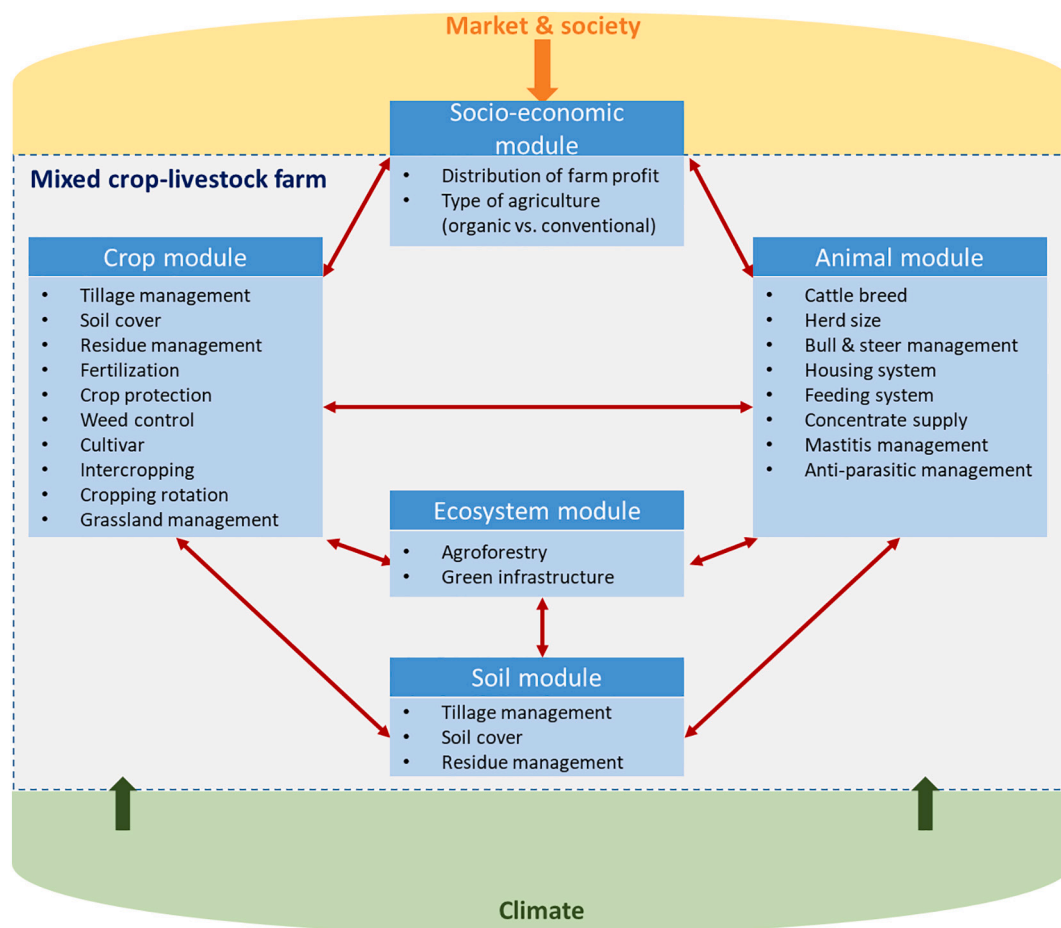 Market & society
Socio-economic
module
• Distribution of farm profit
• Type of agriculture
(organic vs. conventional)
Mixed crop-livestock farm
Crop module
• Tillage management
• Soil cover
• Residue management
• Fertilization
• Crop protection
• Weed control
• Cultivar
• Intercropping
• Cropping rotation
• Grassland management
Animal module
• Cattle breed
• Herd size
• Bull & steer management
• Housing system
• Feeding system
• Concentrate supply
• Mastitis management
• Anti-parasitic management
Ecosystem module
• Agroforestry
• Green infrastructure
Soil module
• Tillage management
• Soil cover
• Residue management
Climate